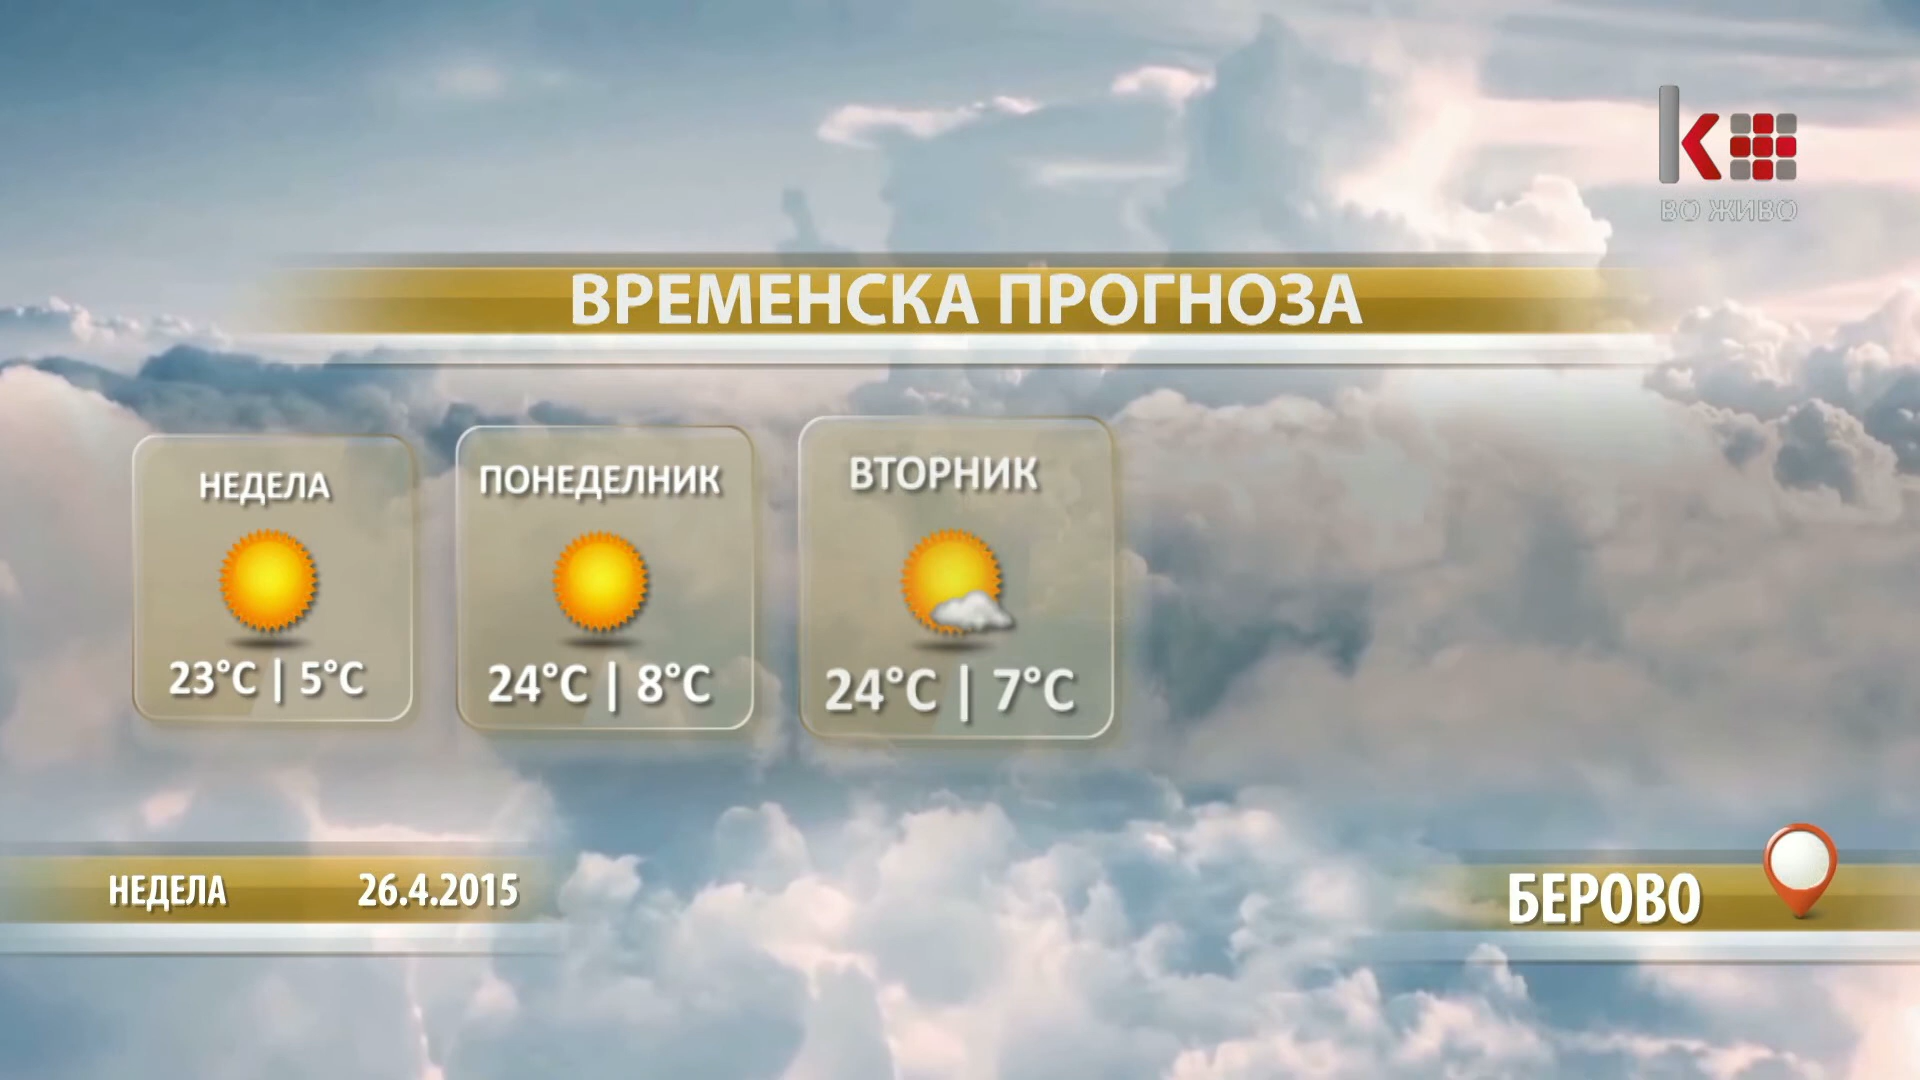 K
ВО ЖИВО
ВРЕМЕНСКА ПРОГНОЗА
НЕДЕЛА
23°C | 5°C
ПОНЕДЕЛНИК
24°C | 8°C
ВТОРНИК
24°C | 7°C
НЕДЕЛА 26.4.2015
БЕРОВО